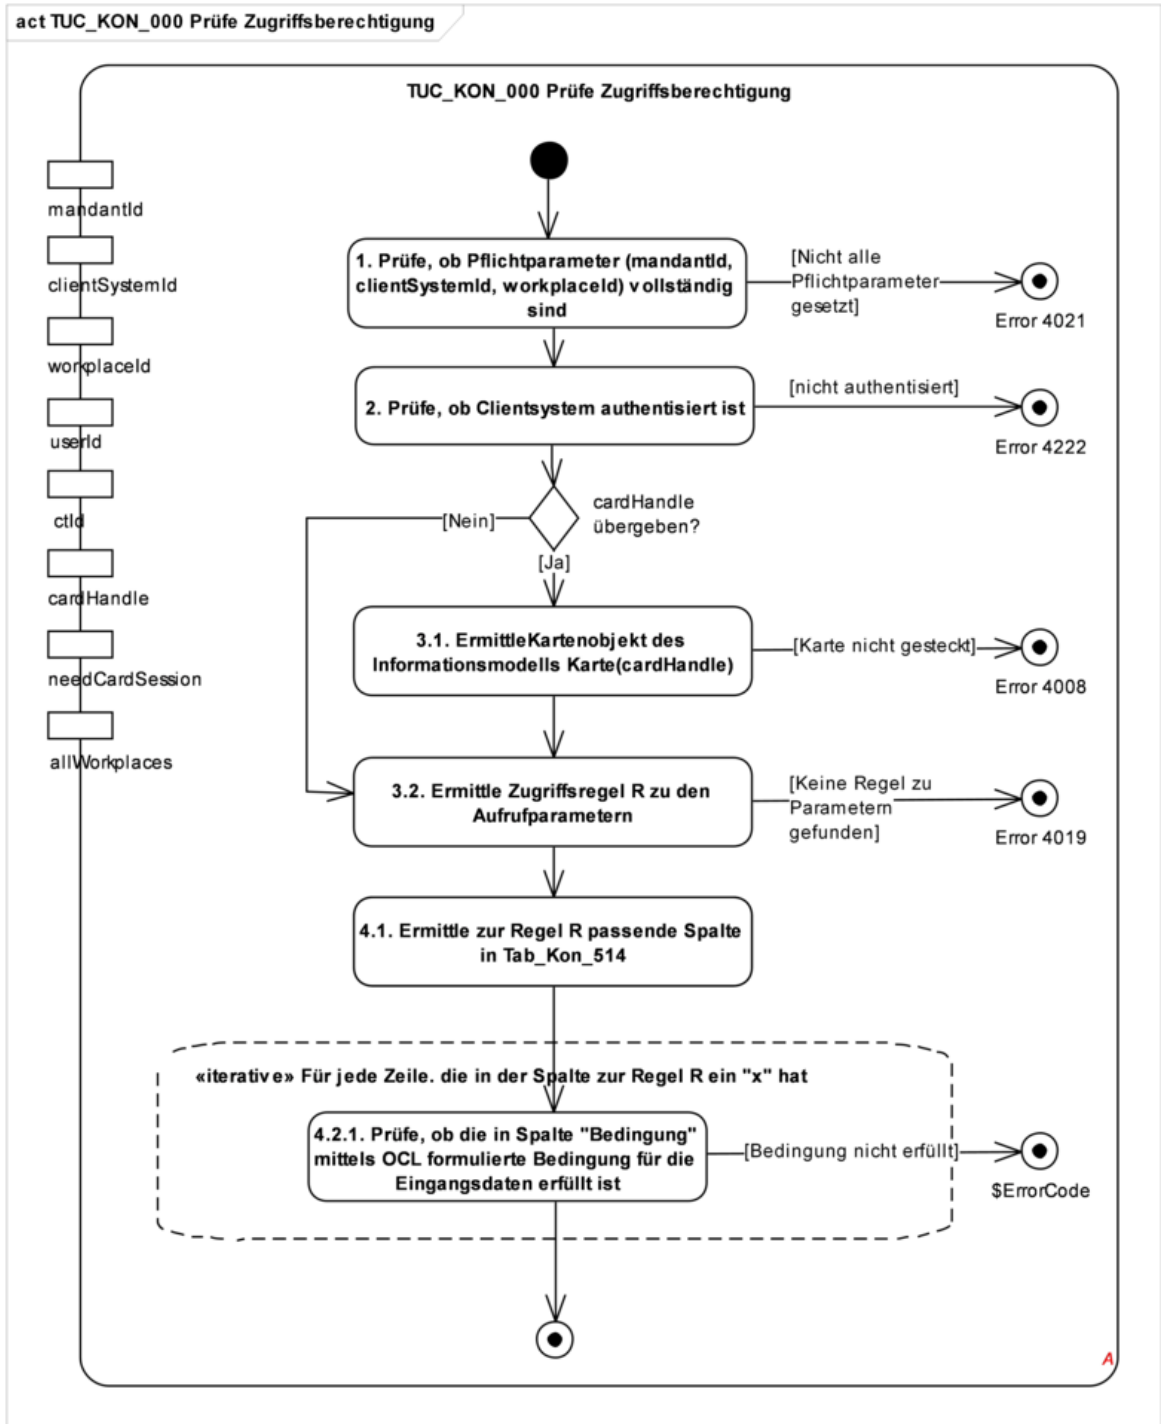 act TUC_KON_000 Prüfe Zugriffsberechtigung
TUC_KON_000 Prüfe Zugriffsberechtigung
mandantId
clientSystemId
workplaceId
userId
ctId
cardHandle
needCardSession
allWorkplaces
1. Prüfe, ob Pflichtparameter (mandantId,
clientSystemId, workplaceId) vollständig
sind
[Nicht alle
Pflichtparameter
gesetzt]
Error 4021
2. Prüfe, ob Clientsystem authentisiert ist
[nicht authentisiert]
Error 4222
cardHandle
übergeben?
[Nein]
[Ja]
3.1. ErmittleKartenobjekt des
Informationsmodells Karte(cardHandle)
[Karte nicht gesteckt]
Error 4008
3.2. Ermittle Zugriffsregel R zu den
Aufrufparametern
[Keine Regel zu
Parametern
gefunden]
Error 4019
4.1. Ermittle zur Regel R passende Spalte
in Tab_Kon_514
«iterative» Für jede Zeile. die in der Spalte zur Regel R ein "x" hat
4.2.1. Prüfe, ob die in Spalte "Bedingung"
mittels OCL formulierte Bedingung für die
Eingangsdaten erfüllt ist
[Bedingung nicht erfüllt]
$ErrorCode
A